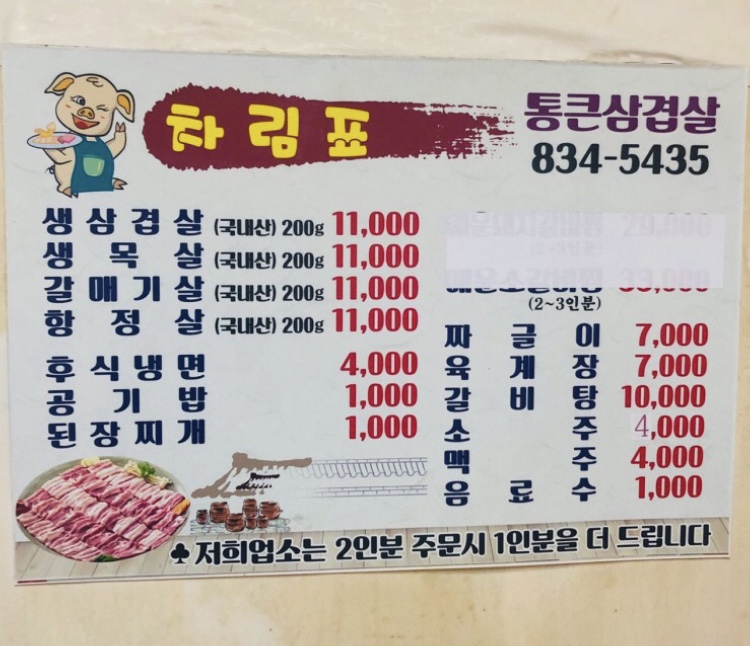 차림표
통큰삼겹살
834-5435
생삼겹살 (국내산) 200g 11,000
생목살 (국내산) 200g 11,000
갈매기살 (국내산) 200g 11,000
항정살 (국내산) 200g 11,000
후식냉면 4,000
공기밥 1,000
된장찌개 1,000
(2~3인분)
짜글이 7,000
육계장 7,000
갈비탕 10,000
소주 4,000
맥주 4,000
음료수 1,000
♣ 저희업소는 2인분 주문시 1인분을 더 드립니다